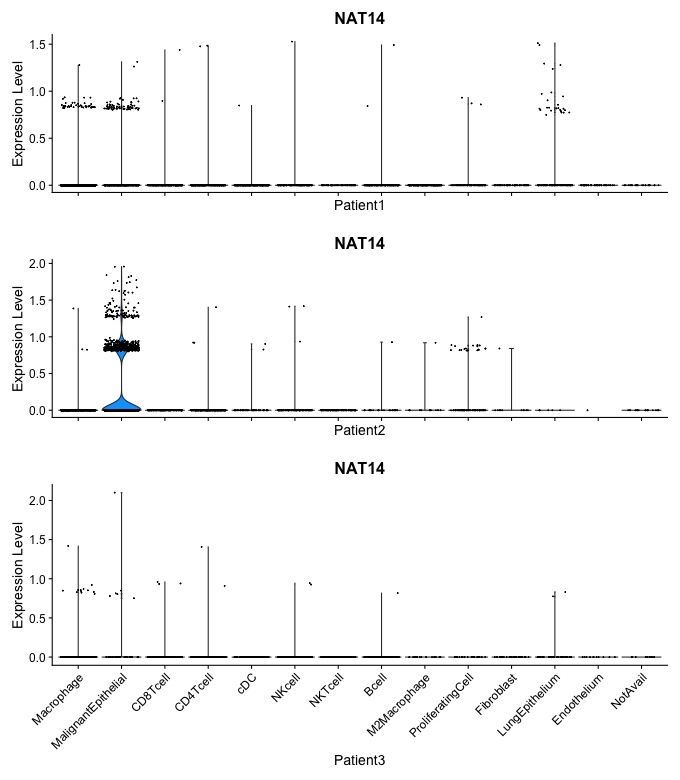 NAT14
Expression Level
1.5
1.0
0.5
0.0
Patient1
NAT14
Expression Level
2.0
1.5
1.0
0.5
0.0
Patient2
NAT14
Expression Level
2.0
1.5
1.0
0.5
0.0
Macrophage
MalignantEpithelial
CD8Tcell
CD4Tcell
cDC
NKcell
NKTcell
Bcell
M2Macrophage
ProliferatingCell
Fibroblast
LungEpithelium
Endothelium
NotAvail
Patient3